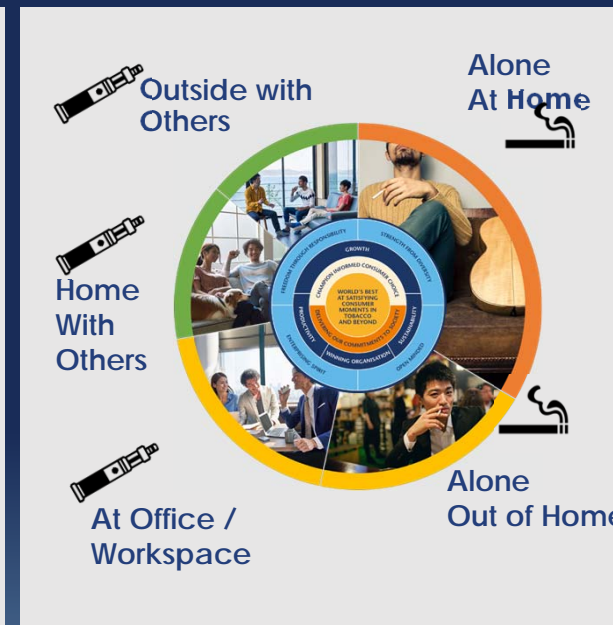 Outside with
Others
Alone
At Home
Home
With
Others
At Office /
Workspace
Alone
Out of Home
FREEDOM THROUGH RESPONSIBILITY
STRENGTH FROM DIVERSITY
ENTERPRISING SPIRIT
OPEN MINDED
GROWTH
PRODUCTIVITY
WINNING ORGANISATION
SUSTAINABILITY
CHAMPION INFORMED CONSUMER CHOICE
DELIVERING OUR COMMITMENTS TO SOCIETY
WORLD'S BEST
AT SATISFYING
CONSUMER
MOMENTS IN
TOBACCO
AND BEYOND